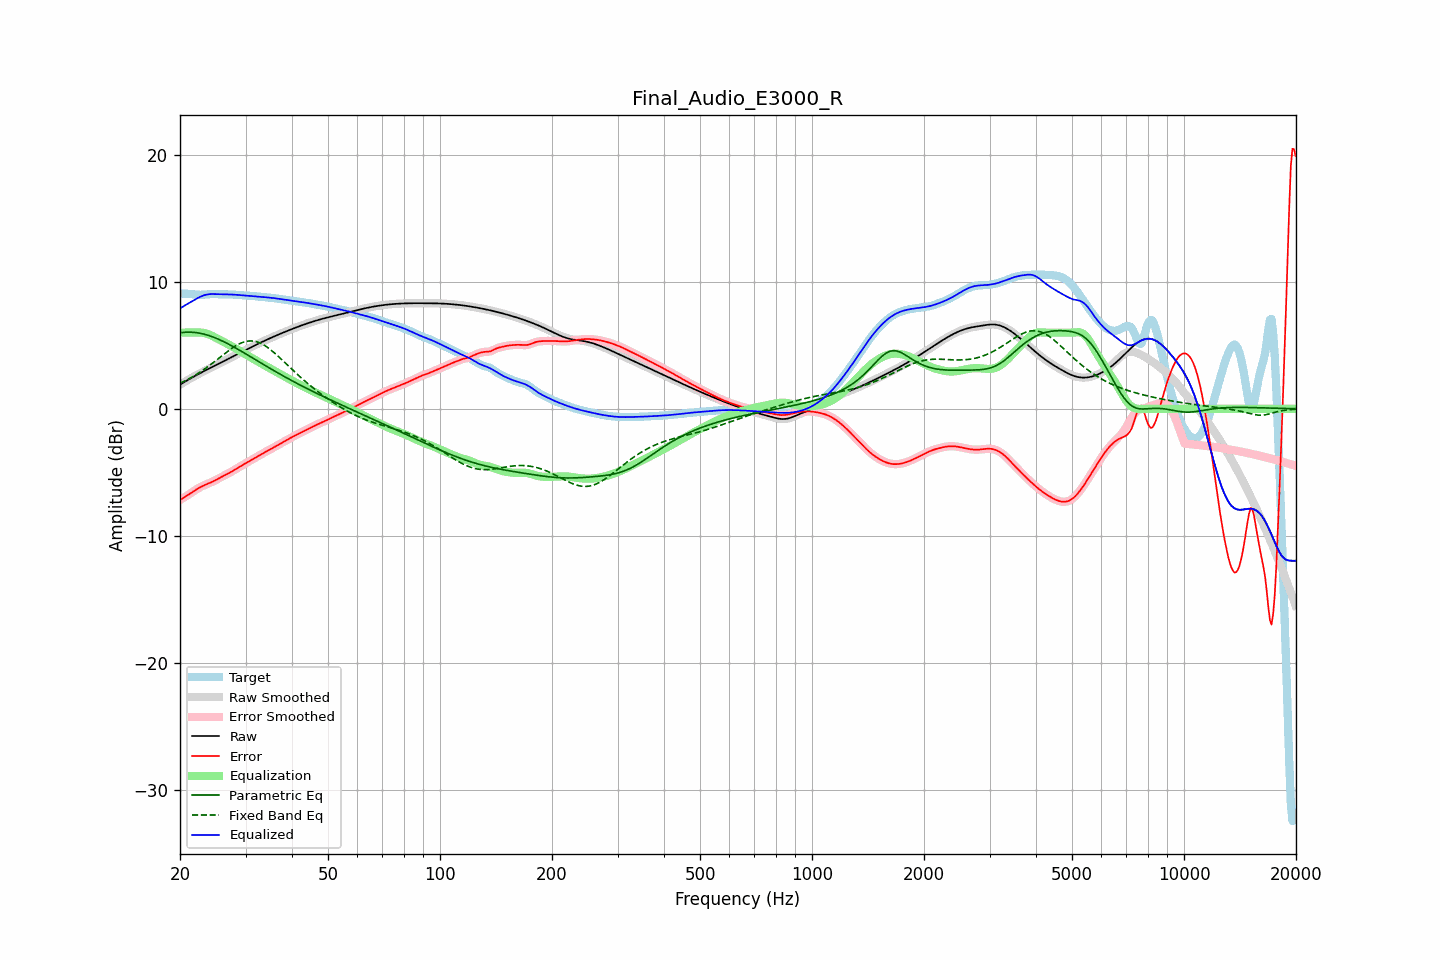 Final_Audio_E3000_R
20
10
0
−10
−20
−30
Amplitude (dBr)
Target
Raw Smoothed
Error Smoothed
Raw
Error
Equalization
Parametric Eq
Fixed Band Eq
Equalized
20 50 100 200 500 1000 2000 5000 10000 20000
Frequency (Hz)